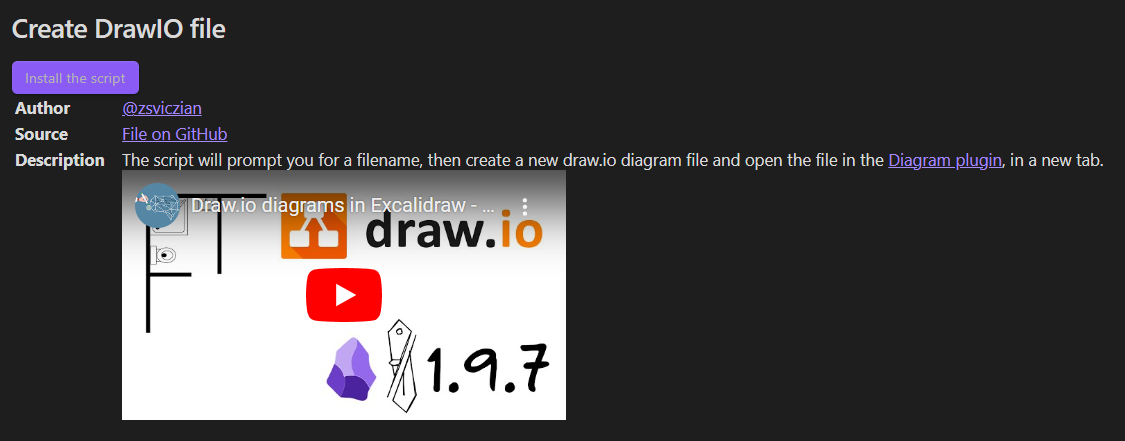 Create DrawIO file
Install the script
Author @zsviczian
Source File on GitHub
Description The script will prompt you for a filename, then create a new draw.io diagram file and open the file in the Diagram plugin, in a new tab.
Draw.io diagrams in Excalidraw - ...
draw.io
1.9.7